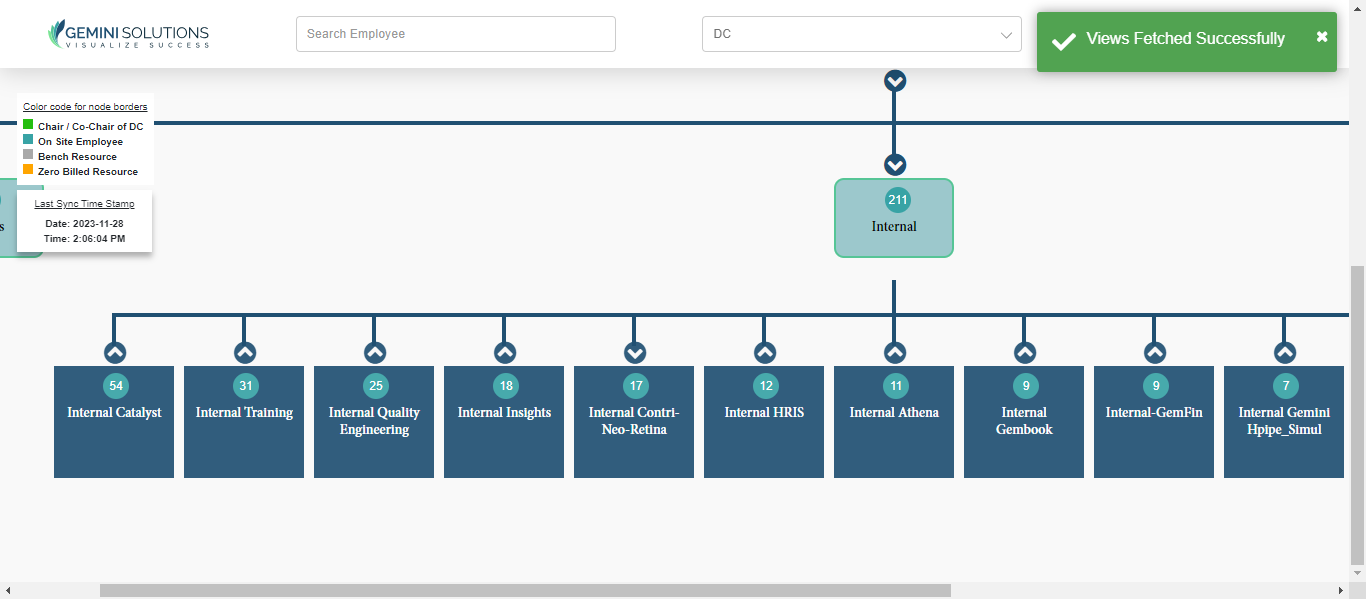 GEMINI SOLUTIONS
VISUALIZE SUCCESS
Search Employee
DC
Views Fetched Successfully
Color code for node borders
Chair / Co-Chair of DC
On Site Employee
Bench Resource
Zero Billed Resource
Last Sync Time Stamp
Date: 2023-11-28
Time: 2:06:04 PM
s
211
Internal
54
Internal Catalyst
31
Internal Training
25
Internal Quality
Engineering
18
Internal Insights
17
Internal Contri-
Neo-Retina
12
Internal HRIS
11
Internal Athena
9
Internal
Gembook
9
Internal-GemFin
7
Internal Gemini
Hpipe_Simul